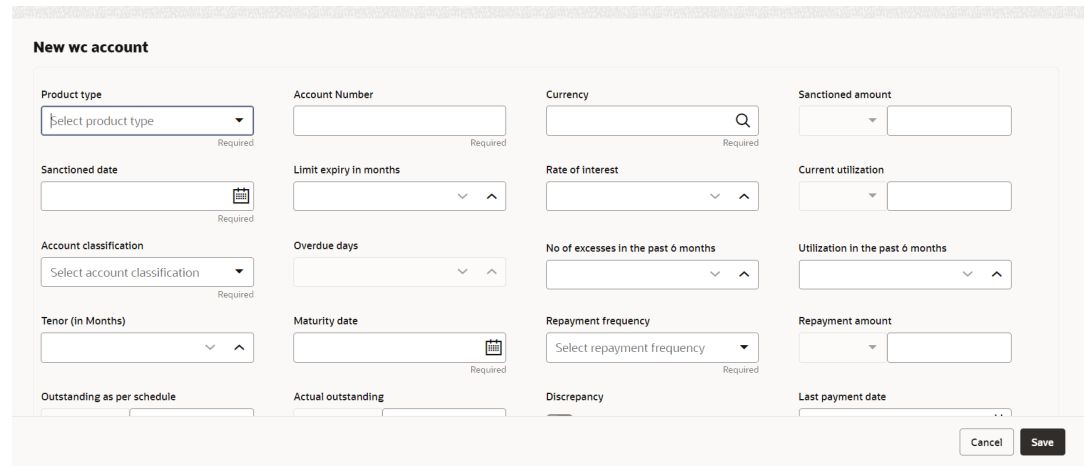 New wc account
Product type Account Number Currency Sanctioned amount
Select product type
Required Required Required
Sanctioned date Limit expiry in months Rate of interest Current utilization
Required
Account classification Overdue days No of excesses in the past 6 months Utilization in the past 6 months
Select account classification
Required
Tenor (in Months) Maturity date Repayment frequency Repayment amount
Select repayment frequency
Required Required
Outstanding as per schedule Actual outstanding Discrepancy Last payment date
Cancel Save